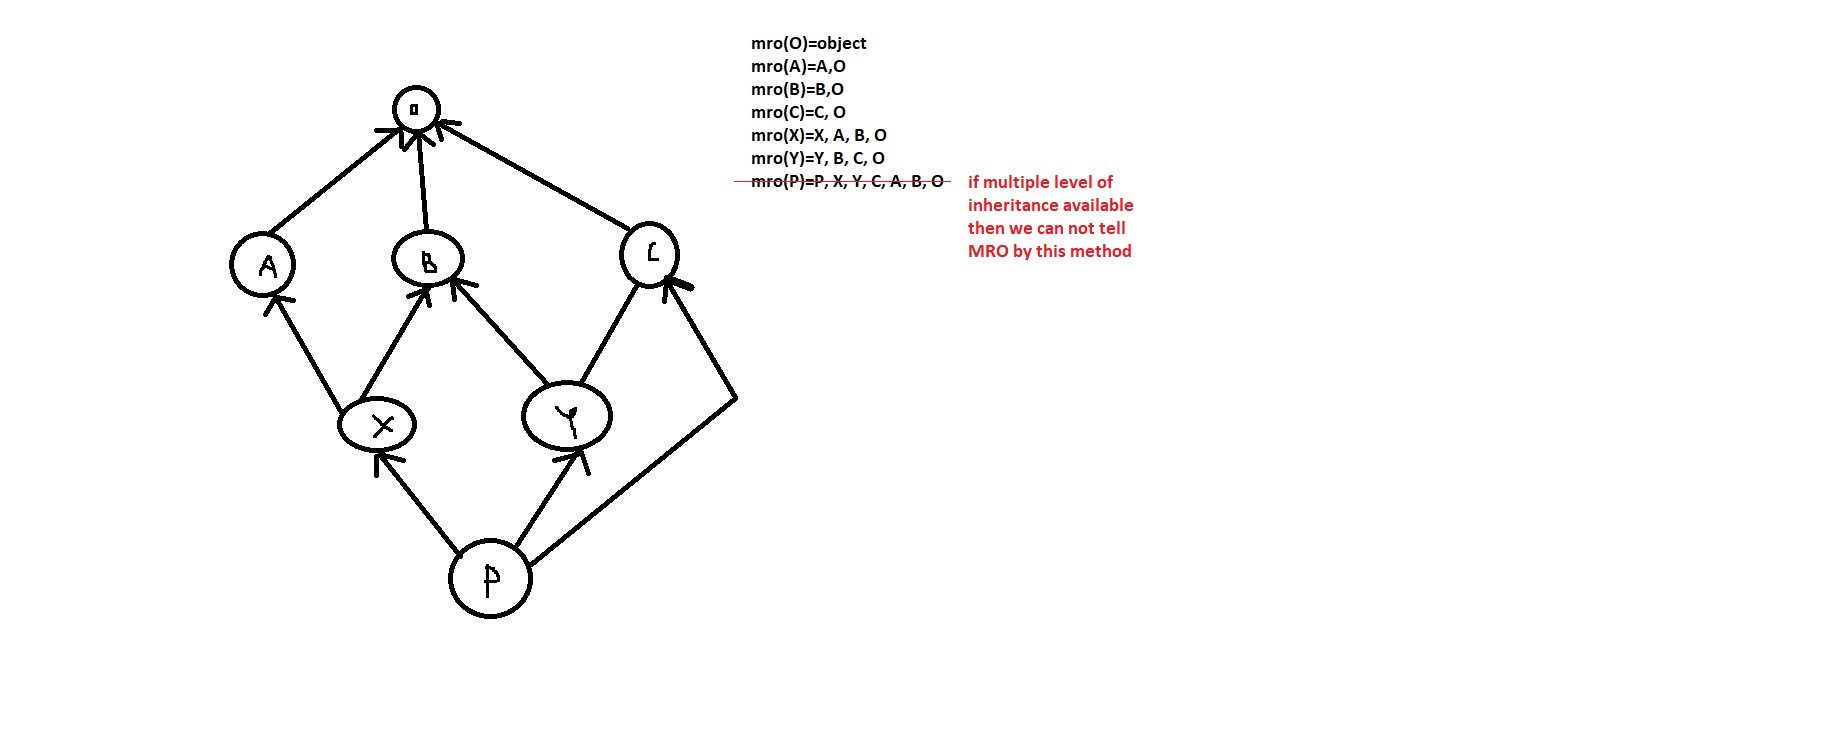 mro(O)=object
mro(A)=A,O
mro(B)=B,O
mro(C)=C, O
mro(X)=X, A, B, O
mro(Y)=Y, B, C, O
mro(P)=P, X, Y, C, A, B, O
if multiple level of
inheritance available
then we can not tell
MRO by this method
O
A
B
C
X
Y
P